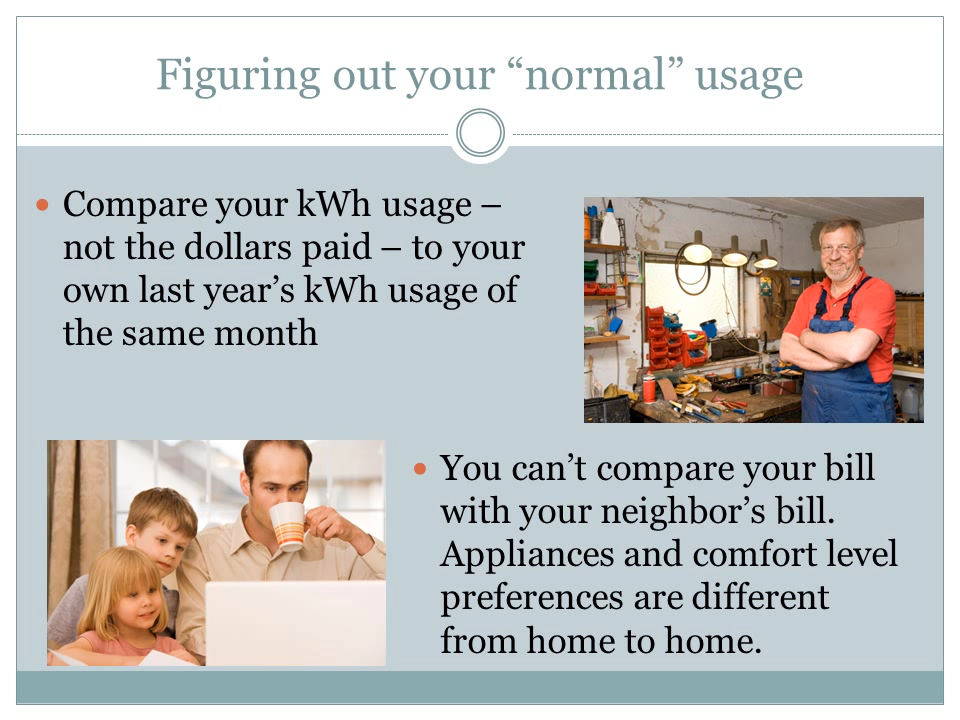 Figuring out your “normal” usage
Compare your kWh usage –
not the dollars paid – to your
own last year’s kWh usage of
the same month
You can’t compare your bill
with your neighbor’s bill.
Appliances and comfort level
preferences are different
from home to home.